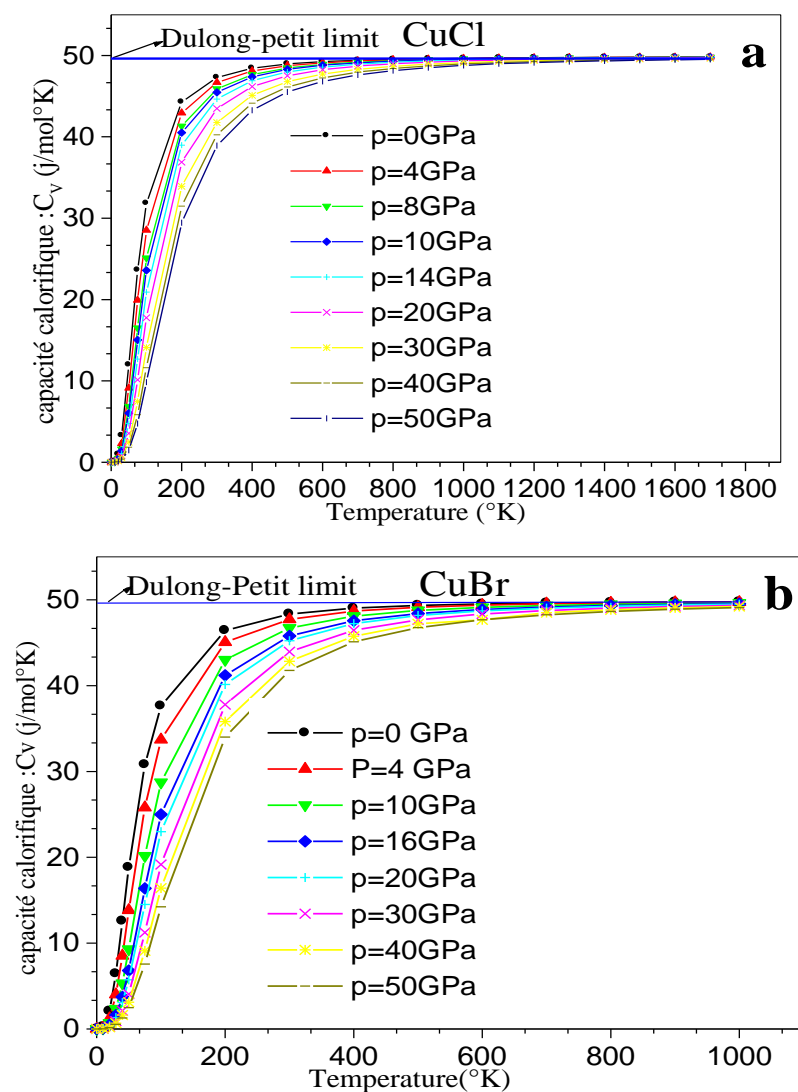 Dulong-petit limit CuCl
a
50
40
30
20
10
0
capacité calorifique :C_V (j/mol°K)
p=0GPa
p=4GPa
p=8GPa
p=10GPa
p=14GPa
p=20GPa
p=30GPa
p=40GPa
p=50GPa
0 200 400 600 800 1000 1200 1400 1600 1800
Temperature (°K)
Dulong-Petit limit CuBr
b
50
40
30
20
10
0
capacité calorifique :Cv (j/mol°K)
p=0 GPa
P=4 GPa
p=10GPa
p=16GPa
p=20GPa
p=30GPa
p=40GPa
p=50GPa
0 200 400 600 800 1000
Temperature(°K)